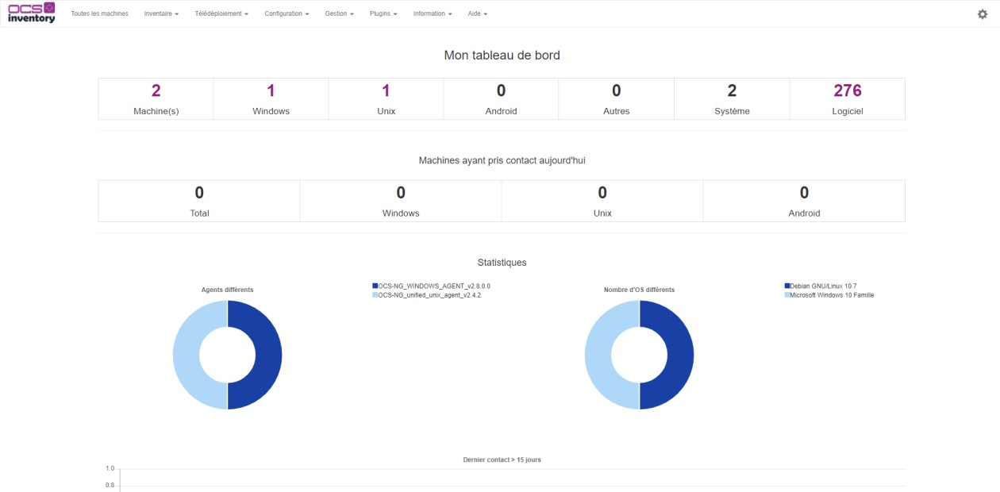 OCS
inventory
Toutes les machines Inventaire Télédéploiement Configuration Gestion Plugins Information Aide
Mon tableau de bord
2 1 1 0 0 2 276
Machine(s) Windows Unix Android Autres Système Logiciel
Machines ayant pris contact aujourd'hui
0 0 0 0
Total Windows Unix Android
Statistiques
Agents différents
OCS-NG_WINDOWS_AGENT_v2.8.0.0
OCS-NG_unified_unix_agent_v2.4.2
Nombre d'OS différents
Debian GNU/Linux 10.7
Microsoft Windows 10 Famille
Dernier contact > 15 jours
1.0
0.8